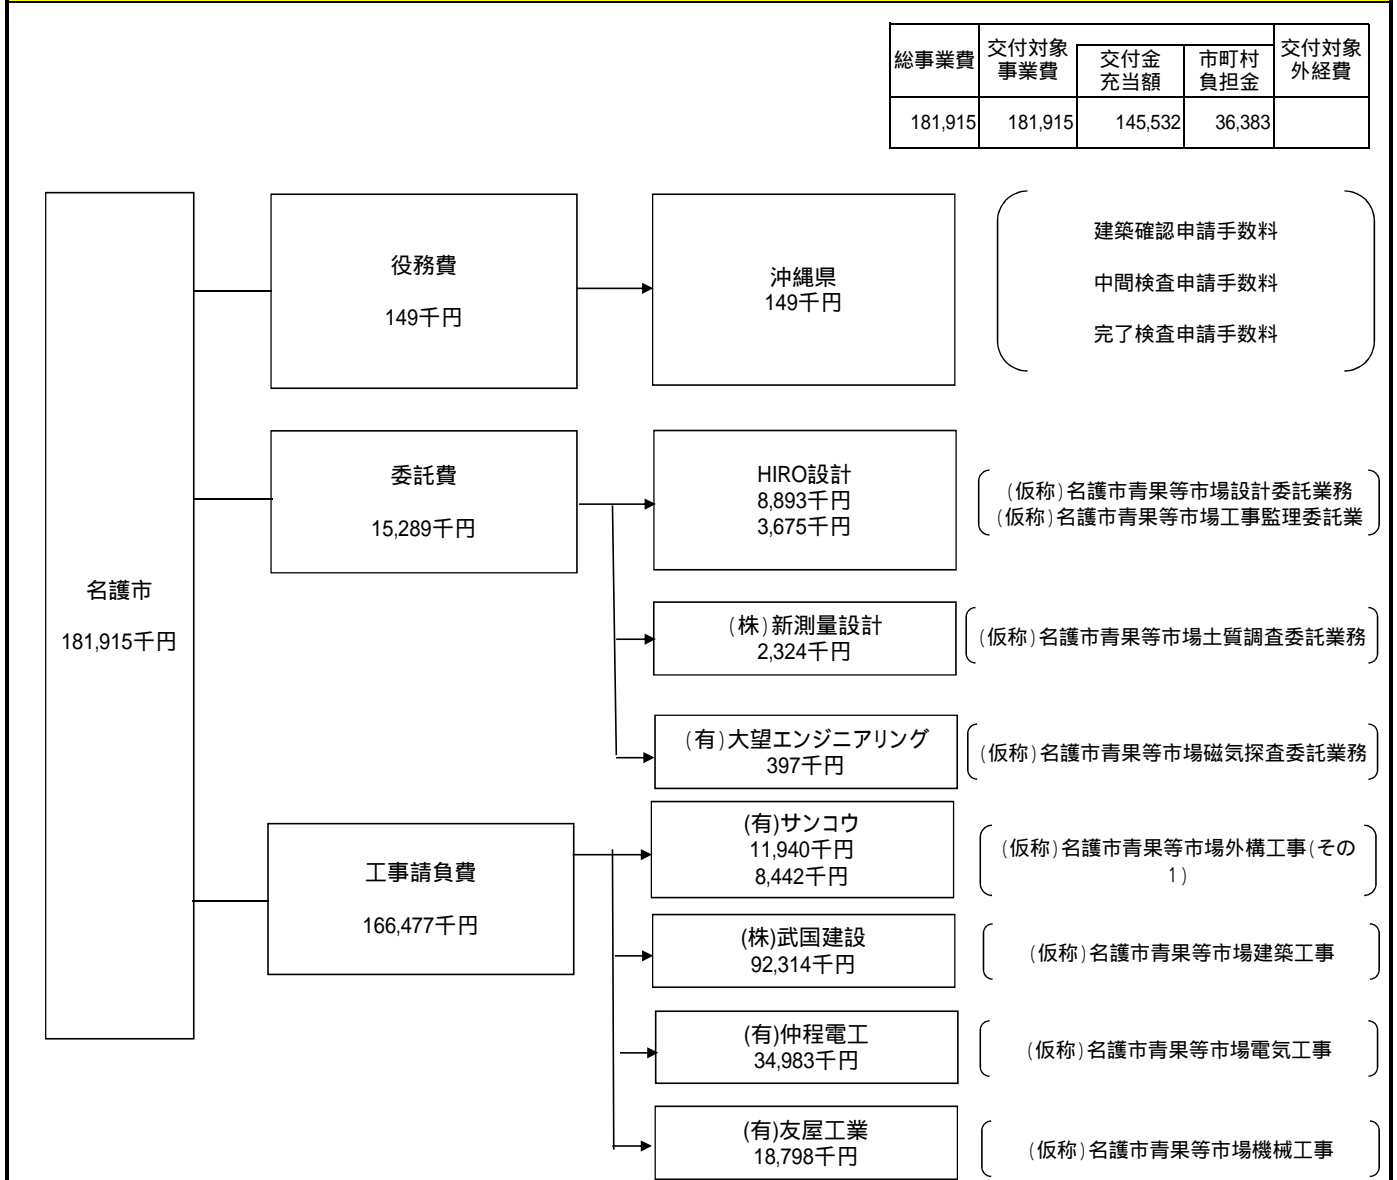 総事業費
交付対象
事業費
交付金
充当額
市町村
負担金
交付対象
外経費
181,915 181,915 145,532 36,383
名護市
181,915千円
役務費
149千円
沖縄県
149千円
建築確認申請手数料
中間検査申請手数料
完了検査申請手数料
委託費
15,289千円
HIRO設計
8,893千円
3,675千円
(仮称)名護市青果等市場設計委託業務
(仮称)名護市青果等市場工事監理委託業
(株)新測量設計
2,324千円
(仮称)名護市青果等市場土質調査委託業務
(有)大望エンジニアリング
397千円
(仮称)名護市青果等市場磁気探査委託業務
工事請負費
166,477千円
(有)サンコウ
11,940千円
8,442千円
(仮称)名護市青果等市場外構工事(その
1)
(株)武国建設
92,314千円
(仮称)名護市青果等市場建築工事
(有)仲程電工
34,983千円
(仮称)名護市青果等市場電気工事
(有)友屋工業
18,798千円
(仮称)名護市青果等市場機械工事